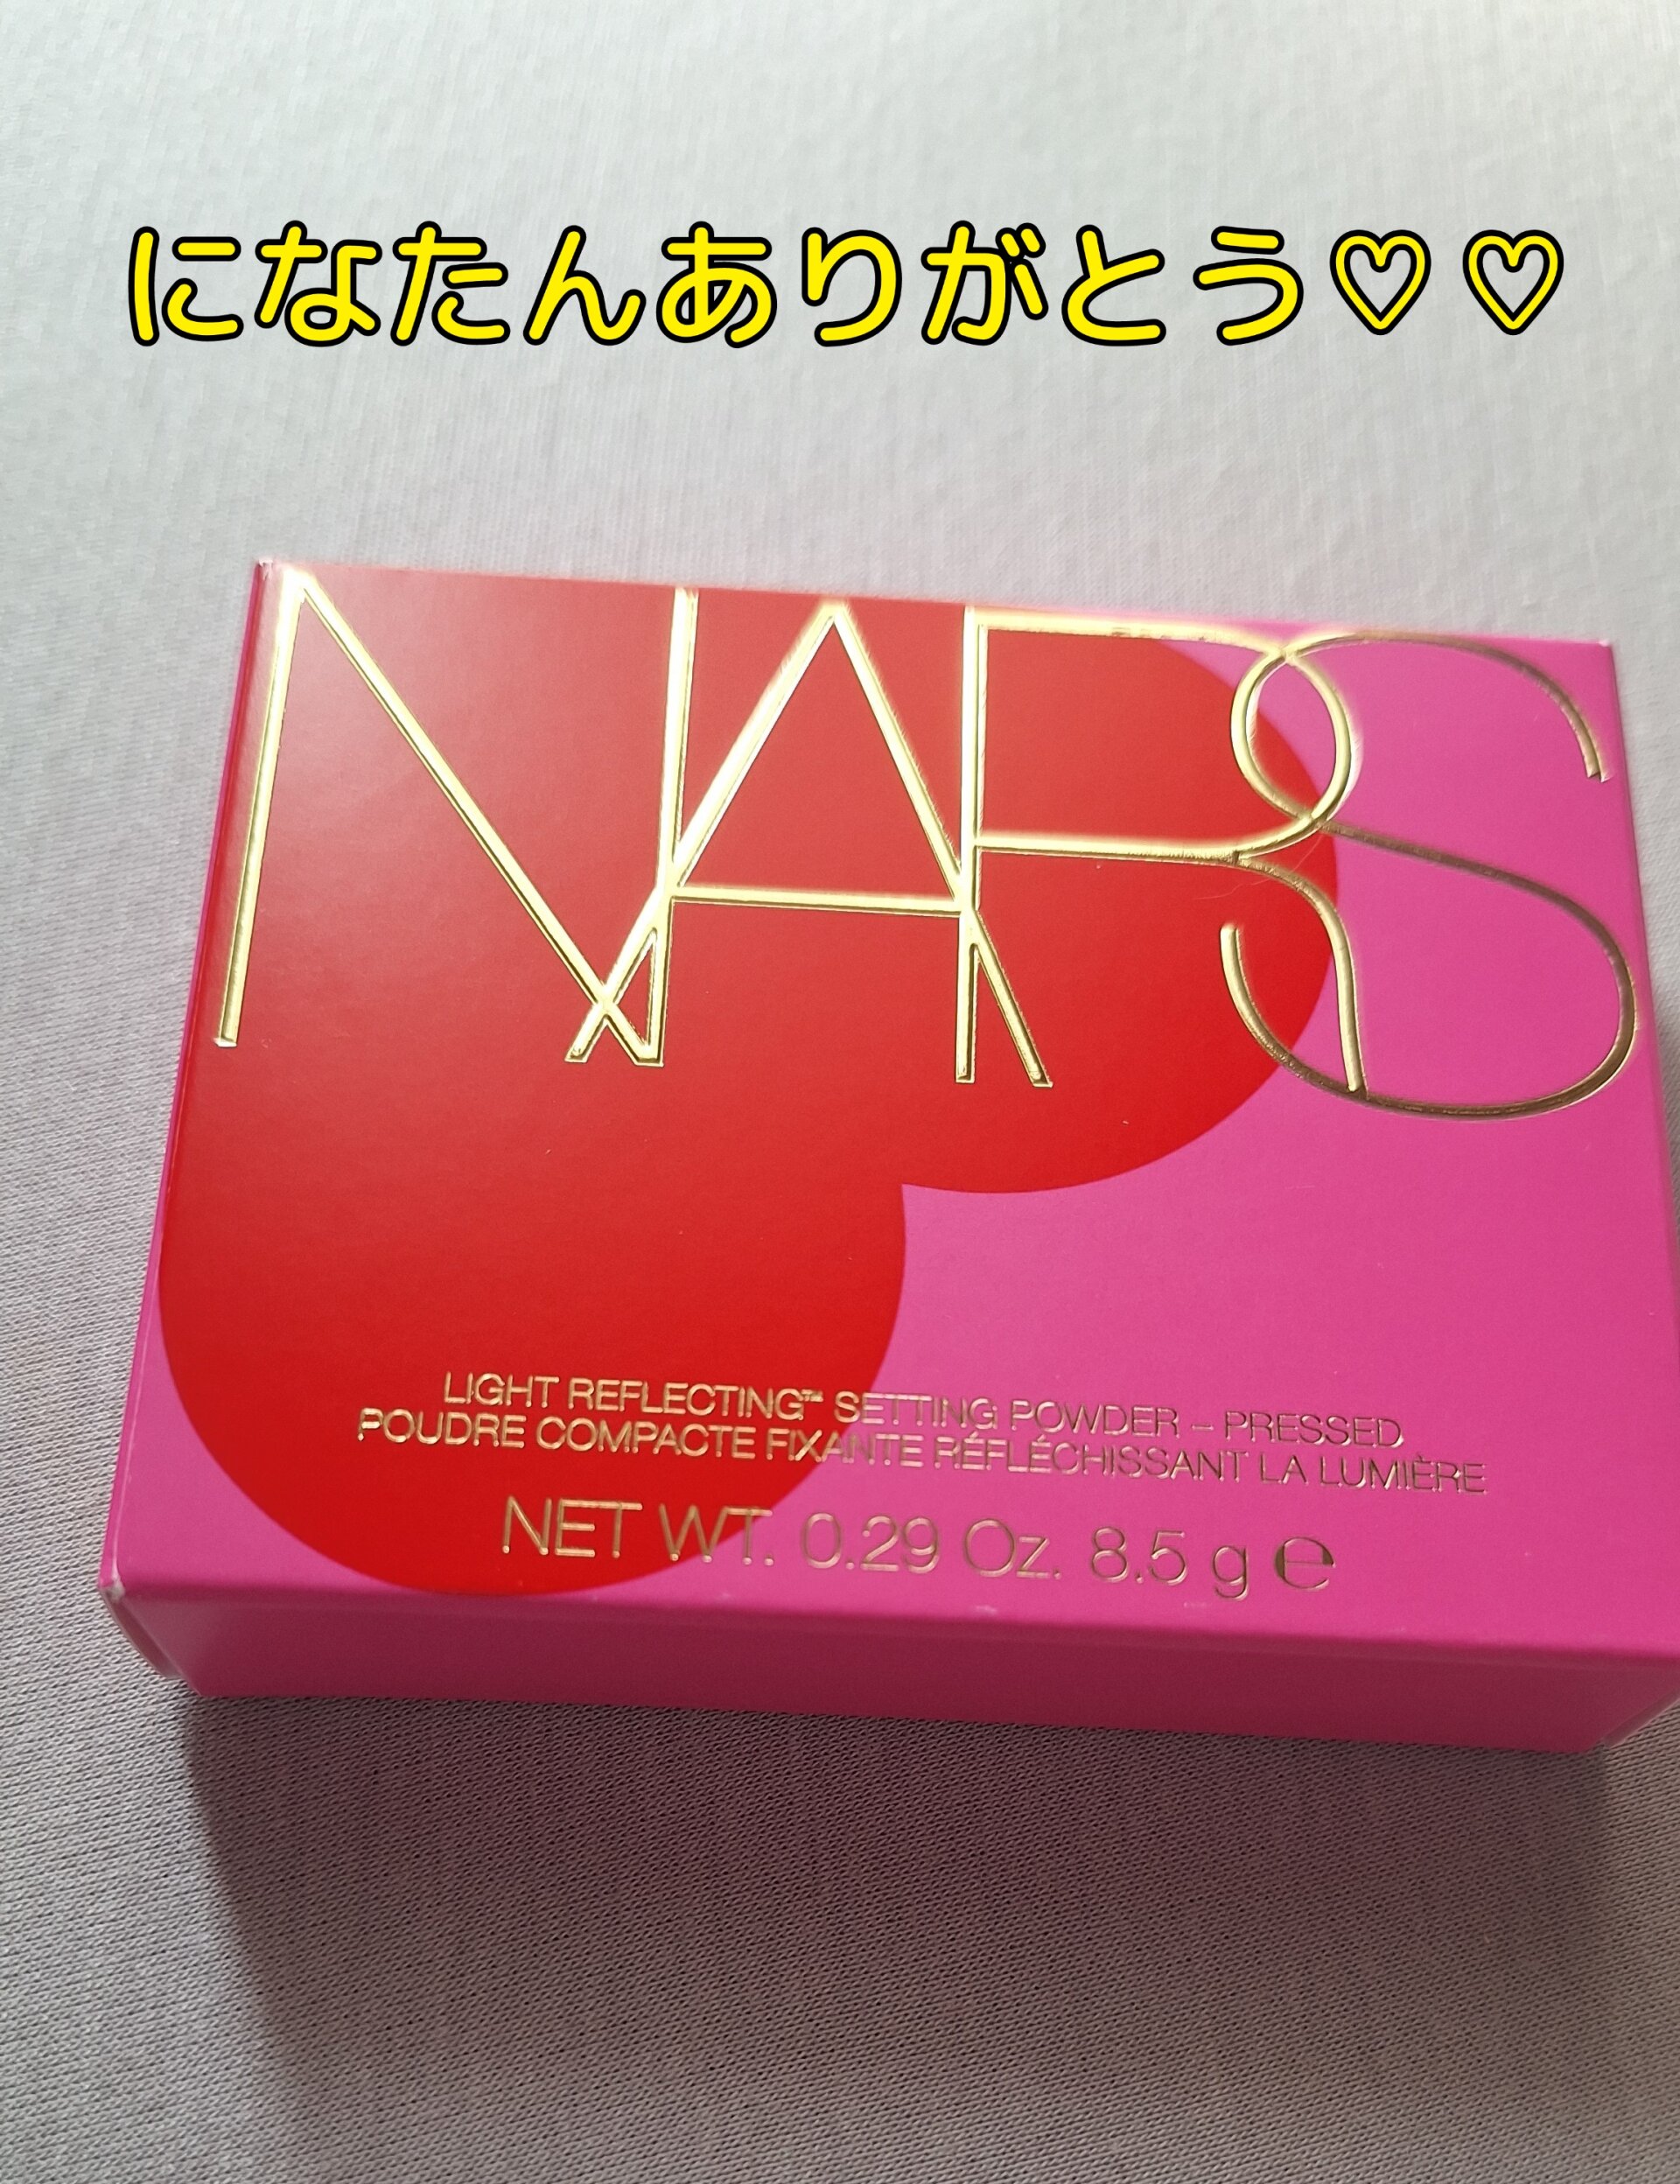 になたんありがとう♡♡
NARS
LIGHT REFLECTING™ SETTING POWDER – PRESSED
POUDRE COMPACTE FIXANTE RÉFLÉCHISSANT LA LUMIÈRE
NET WT. 0.29 Oz. 8.5 g ℮